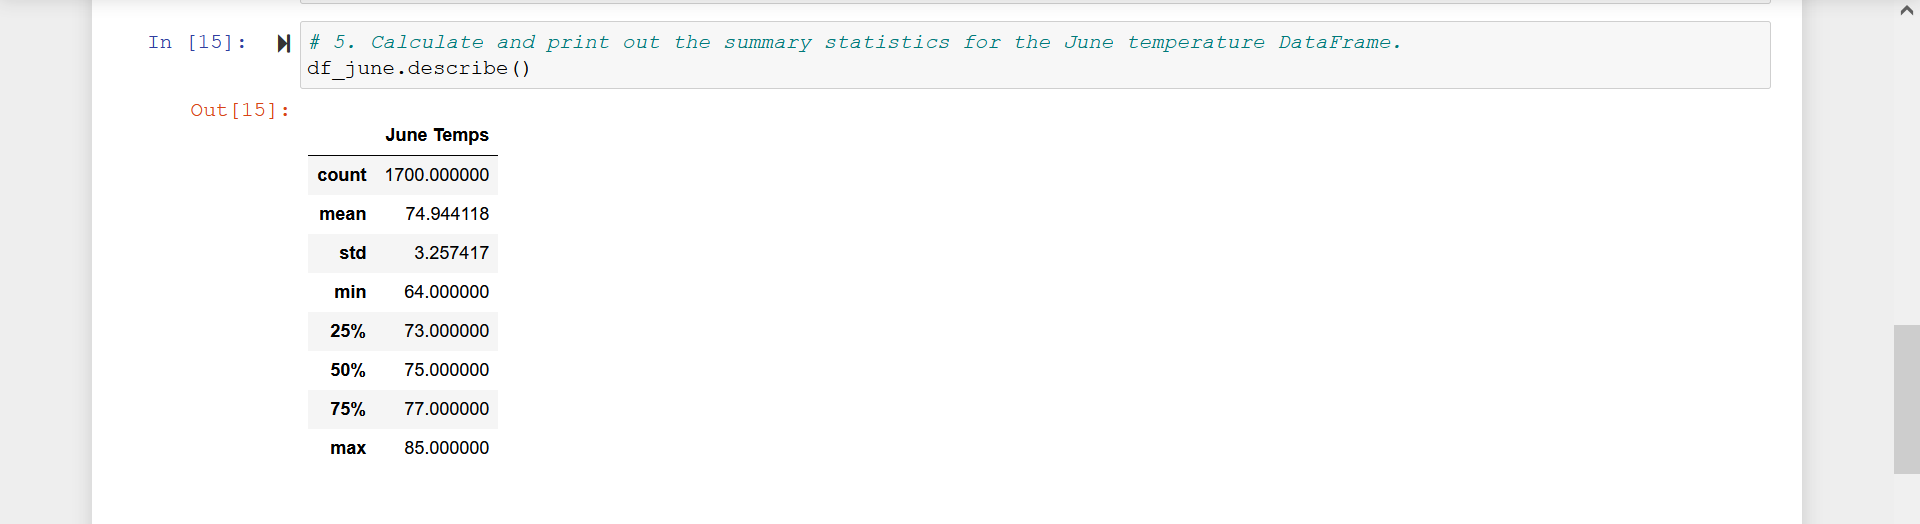 In [15]:
# 5. Calculate and print out the summary statistics for the June temperature DataFrame.
df_june.describe()
Out[15]:
June Temps
count 1700.000000
mean 74.944118
std 3.257417
min 64.000000
25% 73.000000
50% 75.000000
75% 77.000000
max 85.000000